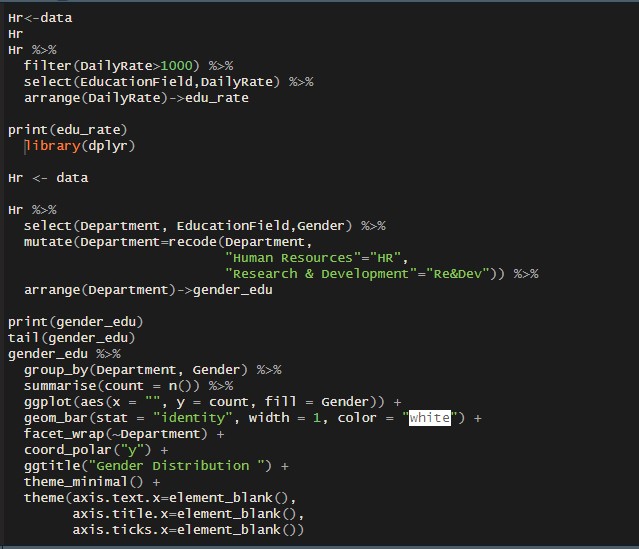 Hr<-data
Hr
Hr %>%
  filter(DailyRate>1000) %>%
  select(EducationField,DailyRate) %>%
  arrange(DailyRate)->edu_rate

print(edu_rate)
  library(dplyr)

Hr <- data

Hr %>%
  select(Department, EducationField,Gender) %>%
  mutate(Department=recode(Department,
                           "Human Resources"="HR",
                           "Research & Development"="Re&Dev")) %>%
  arrange(Department)->gender_edu

print(gender_edu)
tail(gender_edu)
gender_edu %>%
  group_by(Department, Gender) %>%
  summarise(count = n()) %>%
  ggplot(aes(x = "", y = count, fill = Gender)) +
  geom_bar(stat = "identity", width = 1, color = "white") +
  facet_wrap(~Department) +
  coord_polar("y") +
  ggtitle("Gender Distribution ") +
  theme_minimal() +
  theme(axis.text.x=element_blank(),
        axis.title.x=element_blank(),
        axis.ticks.x=element_blank())